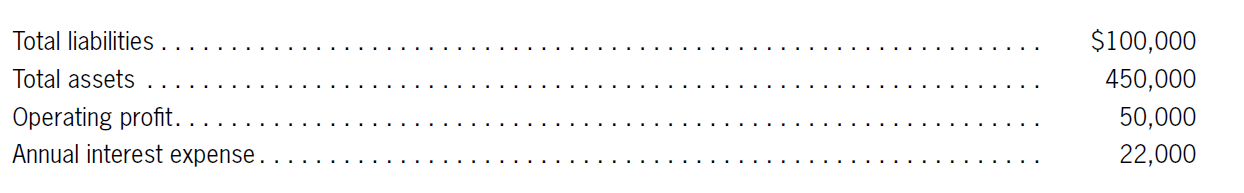 Total liabilities . . . . . . . . . . . . . . . . . . . . . . . . . . . . . . . . . . . . . . . . . . . . . . . . . . . . . . . . . . . . . . . $100,000
Total assets . . . . . . . . . . . . . . . . . . . . . . . . . . . . . . . . . . . . . . . . . . . . . . . . . . . . . . . . . . . . . . . . 450,000
Operating profit. . . . . . . . . . . . . . . . . . . . . . . . . . . . . . . . . . . . . . . . . . . . . . . . . . . . . . . . . . . . . . 50,000
Annual interest expense. . . . . . . . . . . . . . . . . . . . . . . . . . . . . . . . . . . . . . . . . . . . . . . . . . . . . . . . 22,000